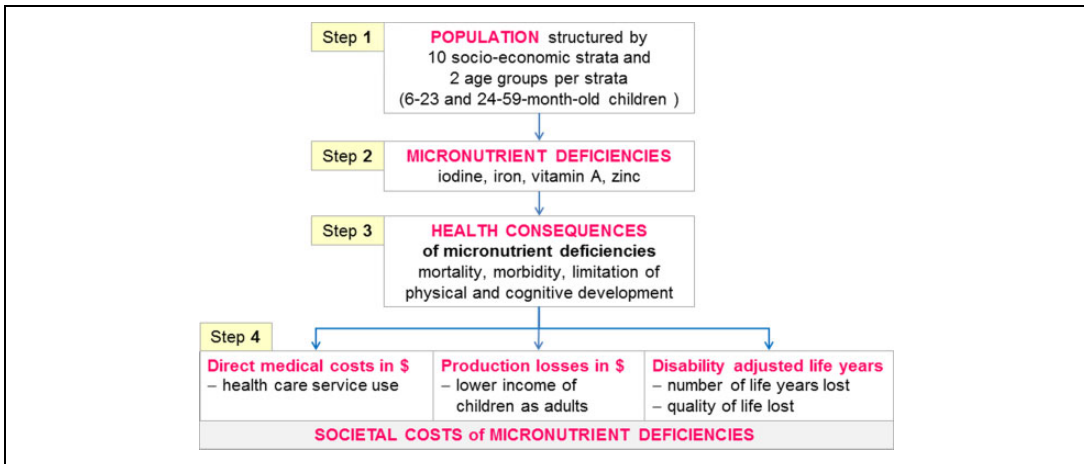 Step 1
POPULATION structured by
10 socio-economic strata and
2 age groups per strata
(6-23 and 24-59-month-old children )
Step 2
MICRONUTRIENT DEFICIENCIES
iodine, iron, vitamin A, zinc
Step 3
HEALTH CONSEQUENCES
of micronutrient deficiencies
mortality, morbidity, limitation of
physical and cognitive development
Step 4
Direct medical costs in $
– health care service use
Production losses in $
– lower income of
children as adults
Disability adjusted life years
– number of life years lost
– quality of life lost
SOCIETAL COSTS of MICRONUTRIENT DEFICIENCIES